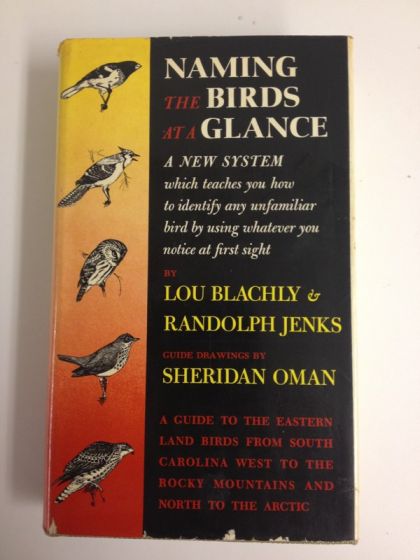 NAMING
THE BIRDS
AT A GLANCE
A NEW SYSTEM
which teaches you how
to identify any unfamiliar
bird by using whatever you
notice at first sight
BY
LOU BLACHLY &
RANDOLPH JENKS
GUIDE DRAWINGS BY
SHERIDAN OMAN
A GUIDE TO THE EASTERN
LAND BIRDS FROM SOUTH
CAROLINA WEST TO THE
ROCKY MOUNTAINS AND
NORTH TO THE ARCTIC